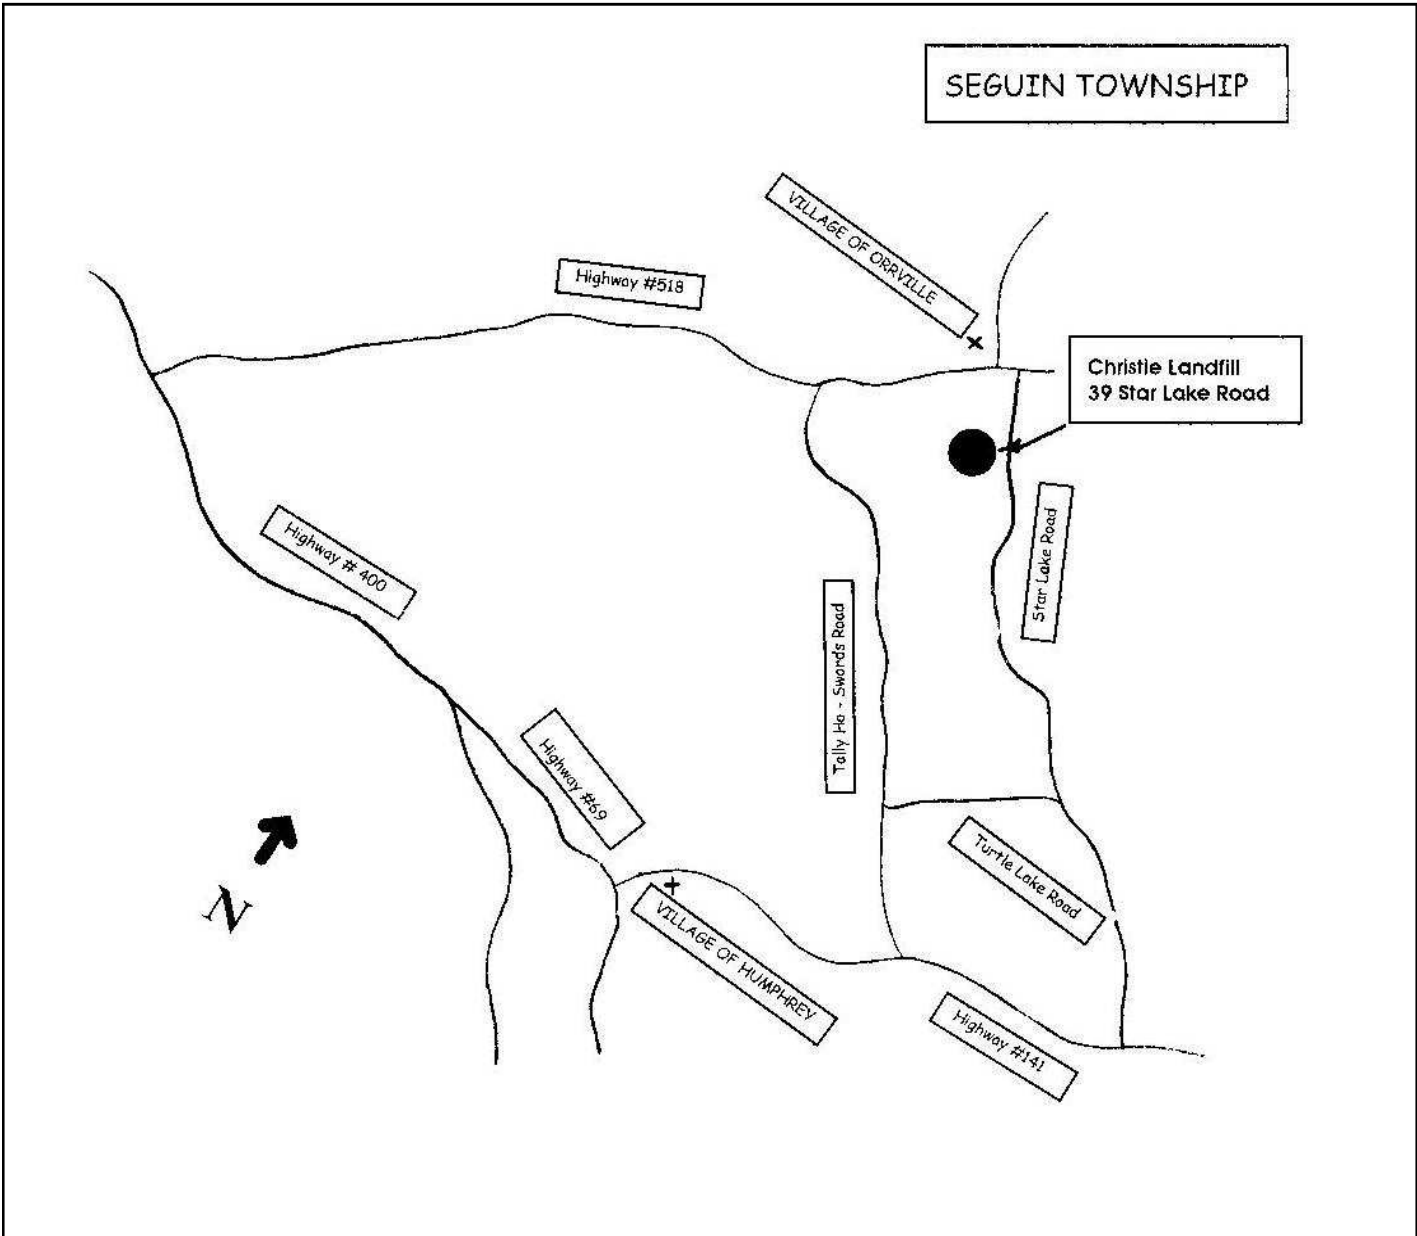 SEGUIN TOWNSHIP
VILLAGE OF ORRVILLE
Highway #518
Christie Landfill
39 Star Lake Road
Highway # 400
Star Lake Road
Tally Ho - Swords Road
Highway #69
Turtle Lake Road
N
VILLAGE OF HUMPHREY
Highway #141